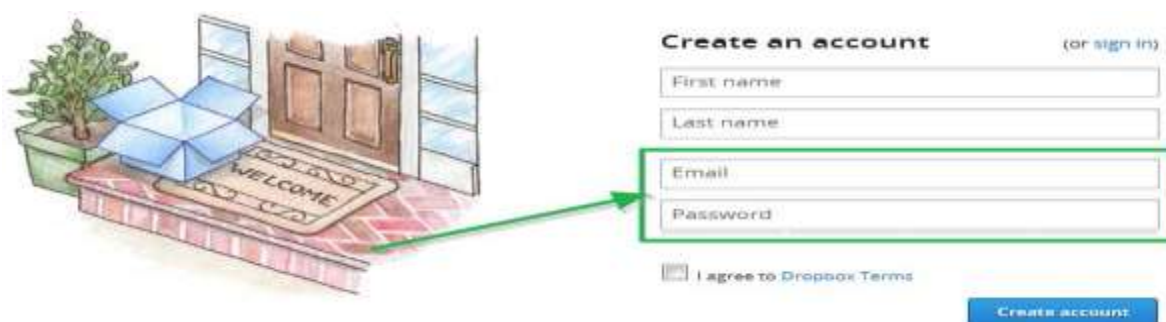 WELCOME
Create an account (or sign in)
First name
Last name
Email
Password
I agree to Dropbox Terms
Create account